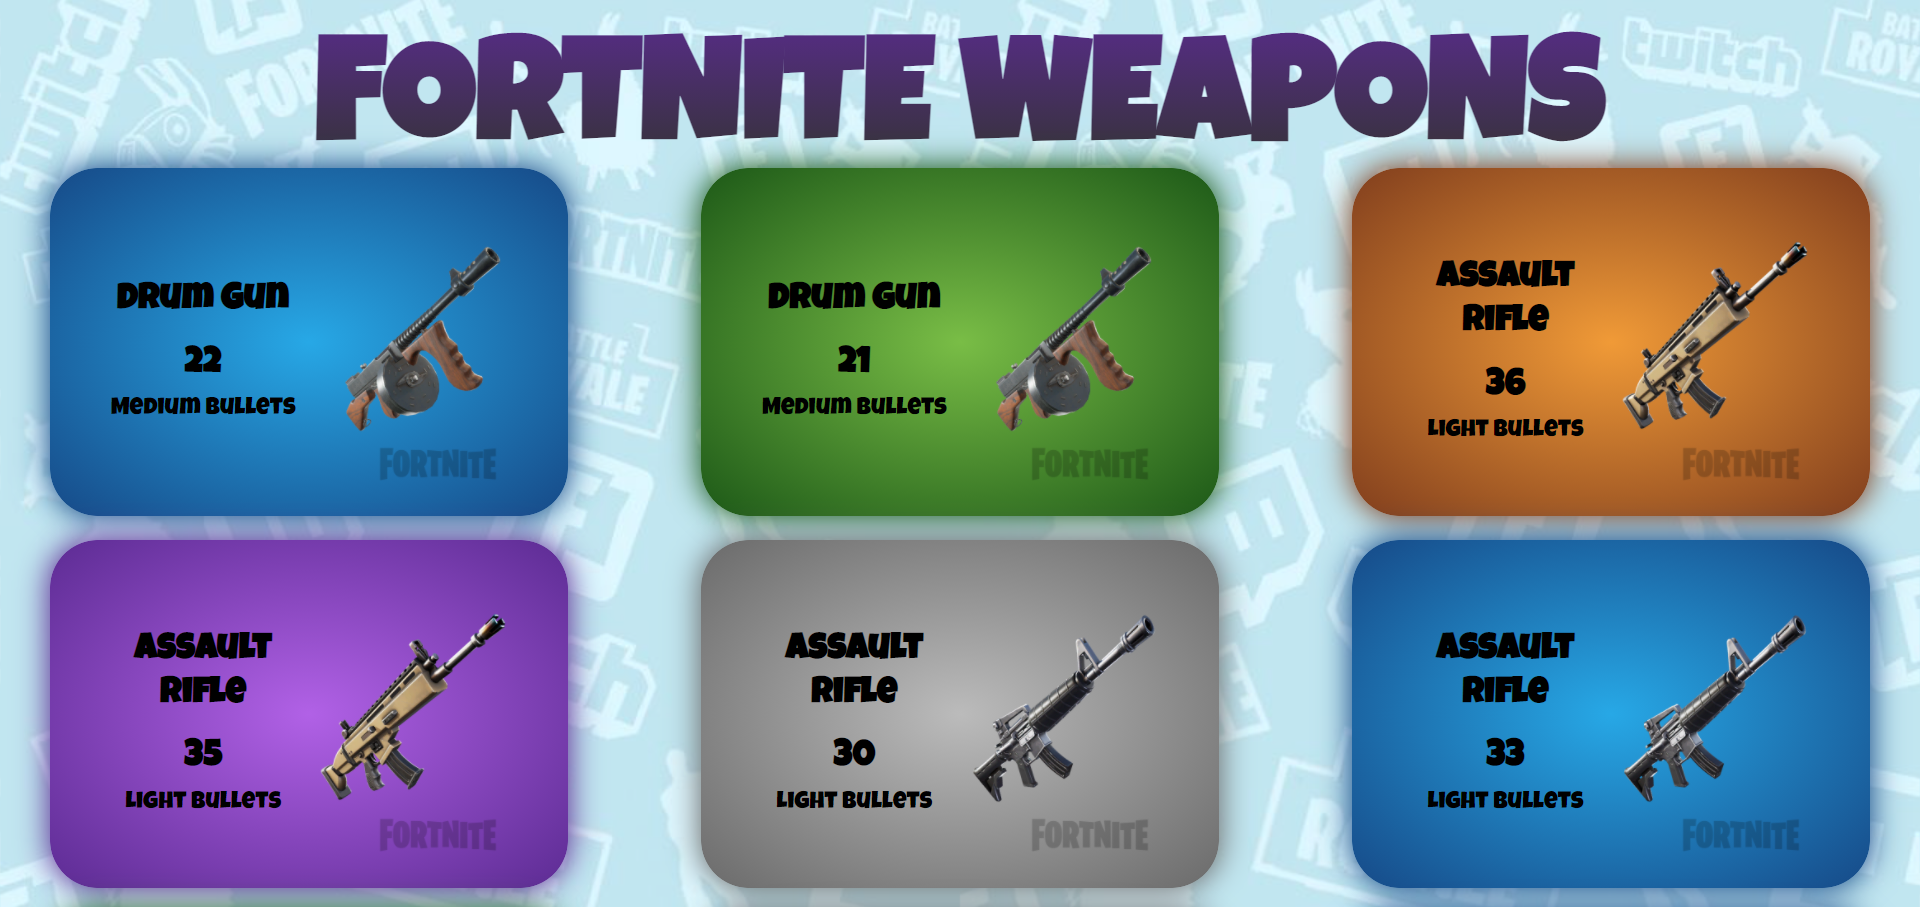 FORTNITE WEAPONS
Drum Gun
22
Medium Bullets
FORTNITE
Drum Gun
21
Medium Bullets
FORTNITE
Assault
Rifle
36
Light Bullets
FORTNITE
Assault
Rifle
35
Light Bullets
FORTNITE
Assault
Rifle
30
Light Bullets
FORTNITE
Assault
Rifle
33
Light Bullets
FORTNITE
twitch